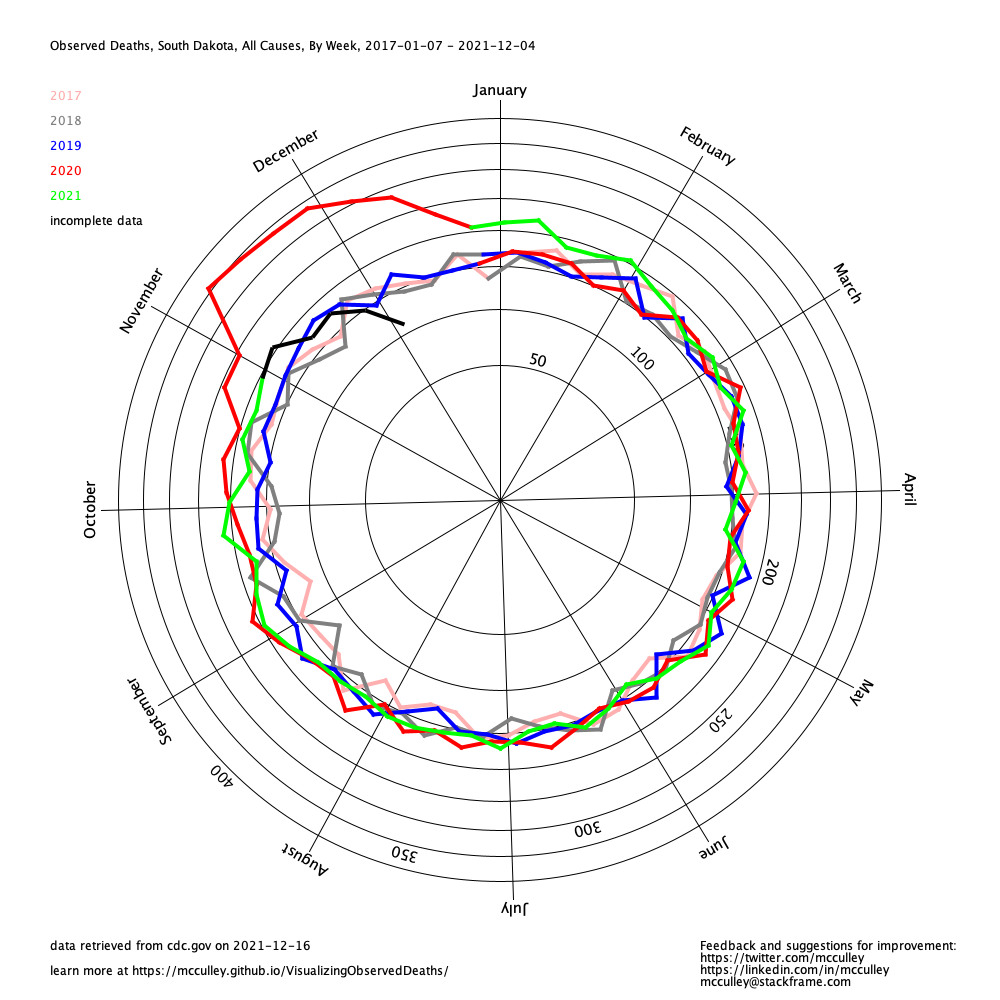 Observed Deaths, South Dakota, All Causes, By Week, 2017-01-07 - 2021-12-04
January
2017
2018
2019
2020
2021
incomplete data
December
February
November
March
50
100
October
April
200
September
May
250
400
300
350
August
June
July
data retrieved from cdc.gov on 2021-12-16
learn more at https://mcculley.github.io/VisualizingObservedDeaths/
Feedback and suggestions for improvement:
https://twitter.com/mcculley
https://linkedin.com/in/mcculley
mcculley@stackframe.com